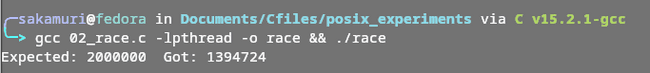 sakamuri@fedora in Documents/Cfiles/posix_experiments via C v15.2.1-gcc
gcc 02_race.c -lpthread -o race && ./race
Expected: 2000000 Got: 1394724